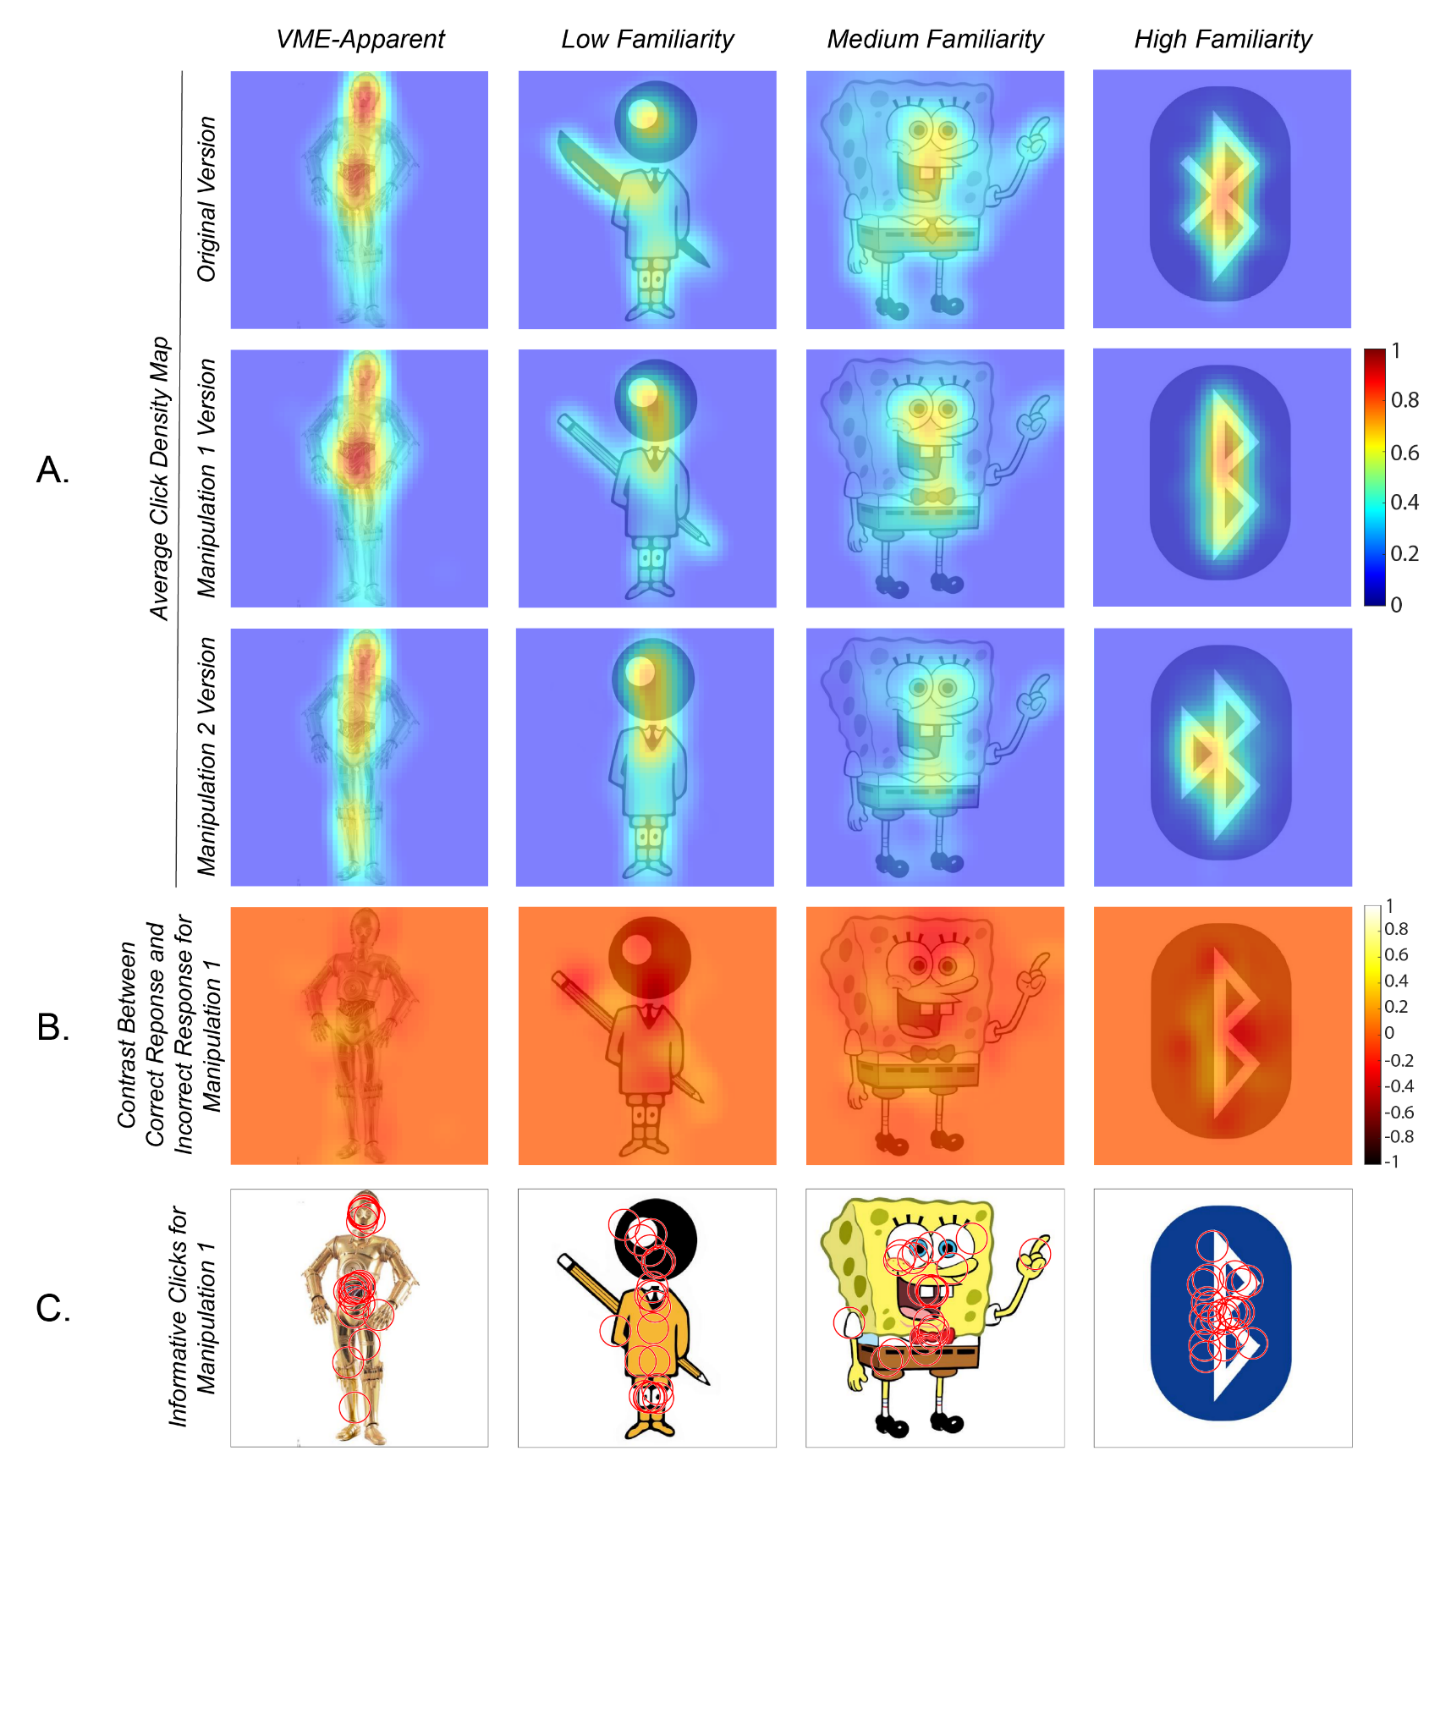 VME-Apparent
Low Familiarity
Medium Familiarity
High Familiarity
A.
Average Click Density Map
Original Version
Manipulation 1 Version
Manipulation 2 Version
1
0.8
0.6
0.4
0.2
0
B.
Contrast Between
Correct Reponse and
Incorrect Response for
Manipulation 1
1
0.8
0.6
0.4
0.2
0
-0.2
-0.4
-0.6
-0.8
-1
C.
Informative Clicks for
Manipulation 1